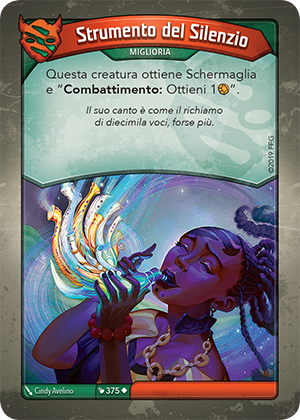 Strumento del Silenzio
MIGLIORIA
Questa creatura ottiene Schermaglia
e “Combattimento: Ottieni 1”.
Il suo canto è come il richiamo
di diecimila voci, forse più.
©2019 FFG
Cindy Avelino
375